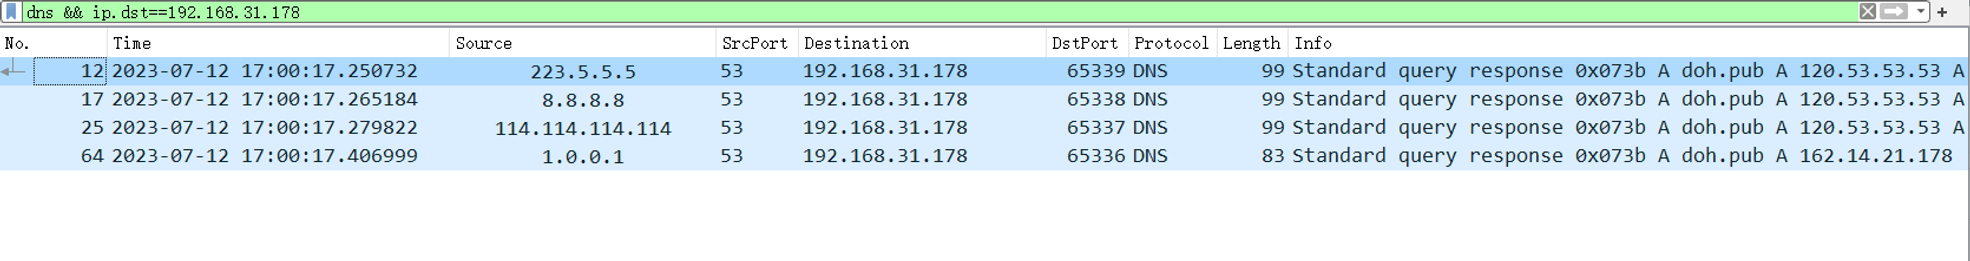 dns && ip.dst==192.168.31.178
No. Time Source SrcPort Destination DstPort Protocol Length Info
12 2023-07-12 17:00:17.250732 223.5.5.5 53 192.168.31.178 65339 DNS 99 Standard query response 0x073b A doh.pub A 120.53.53.53 A
17 2023-07-12 17:00:17.265184 8.8.8.8 53 192.168.31.178 65338 DNS 99 Standard query response 0x073b A doh.pub A 120.53.53.53 A
25 2023-07-12 17:00:17.279822 114.114.114.114 53 192.168.31.178 65337 DNS 99 Standard query response 0x073b A doh.pub A 120.53.53.53 A
64 2023-07-12 17:00:17.406999 1.0.0.1 53 192.168.31.178 65336 DNS 83 Standard query response 0x073b A doh.pub A 162.14.21.178